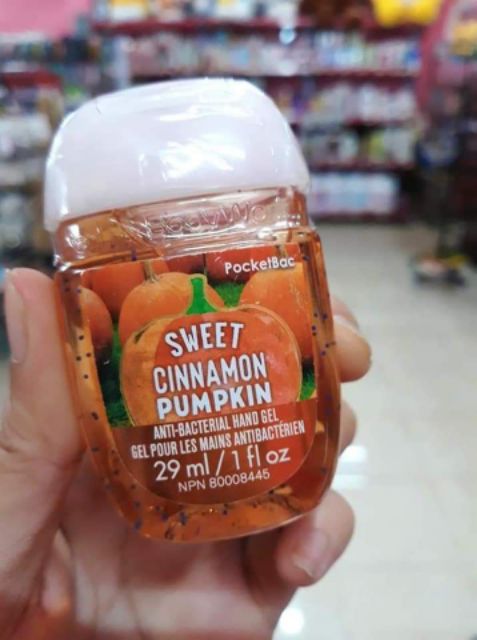 PocketBac
SWEET
CINNAMON
PUMPKIN
ANTI-BACTERIAL HAND GEL
GEL POUR LES MAINS ANTIBACTÉRIEN
29 ml / 1 fl oz
NPN 80008445